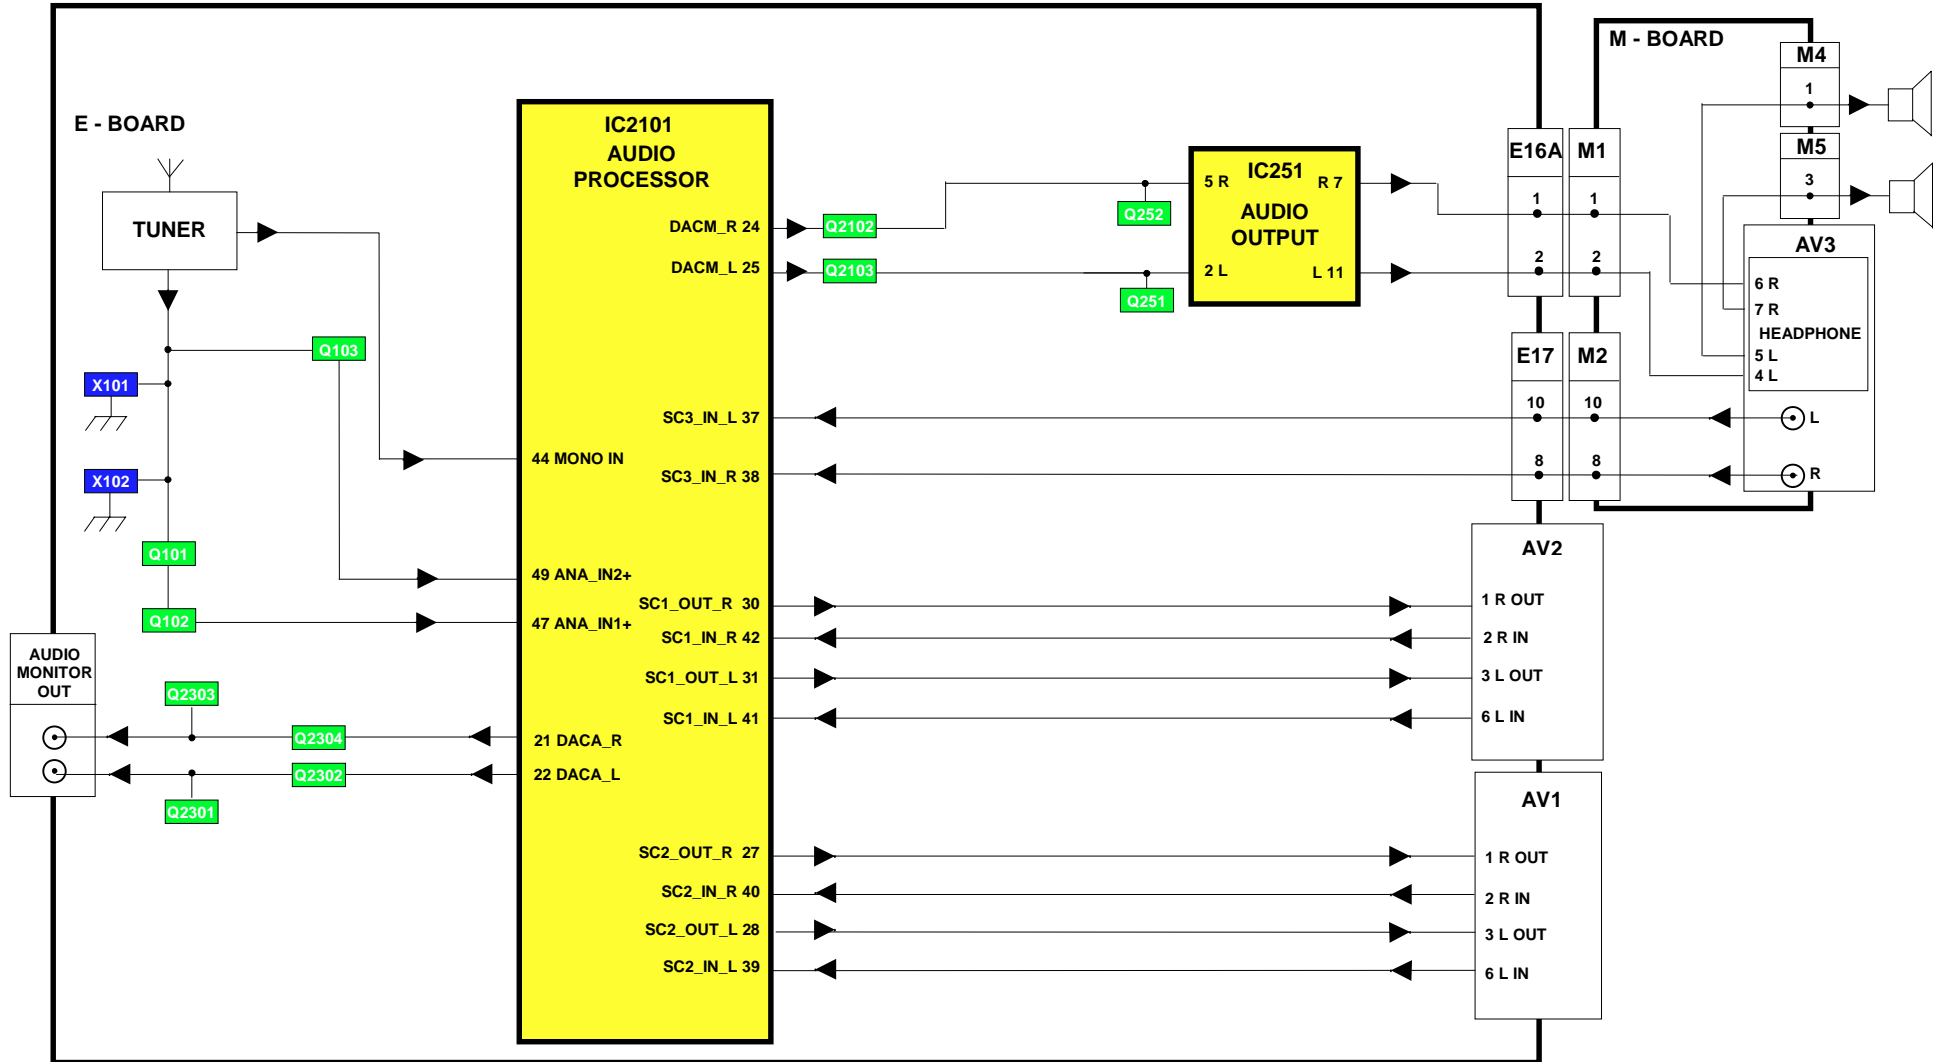 E - BOARD
TUNER
Q103
X101
X102
Q101
Q102
AUDIO
MONITOR
OUT
Q2303
Q2304
Q2302
Q2301
IC2101
AUDIO
PROCESSOR
DACM_R 24
DACM_L 25
SC3_IN_L 37
44 MONO IN
SC3_IN_R 38
49 ANA_IN2+
SC1_OUT_R 30
47 ANA_IN1+
SC1_IN_R 42
SC1_OUT_L 31
SC1_IN_L 41
21 DACA_R
22 DACA_L
SC2_OUT_R 27
SC2_IN_R 40
SC2_OUT_L 28
SC2_IN_L 39
Q2102
Q2103
Q252
Q251
IC251
5 R
R 7
AUDIO
OUTPUT
2 L
L 11
E16A
1
2
M1
1
2
E17
10
8
M2
10
8
M - BOARD
M4
1
M5
3
AV3
6 R
7 R
HEADPHONE
5 L
4 L
L
R
AV2
1 R OUT
2 R IN
3 L OUT
6 L IN
AV1
1 R OUT
2 R IN
3 L OUT
6 L IN